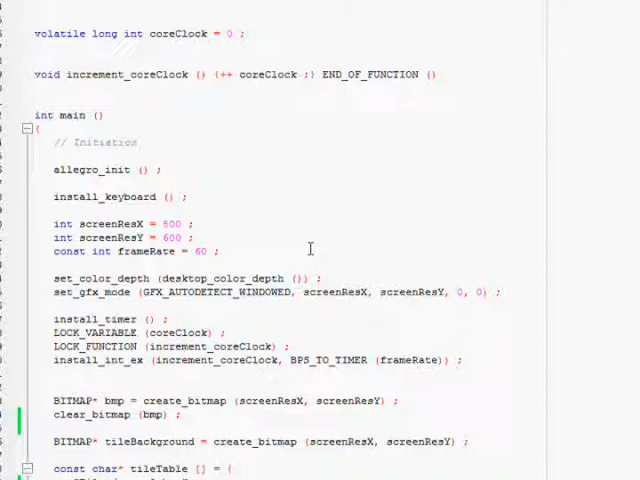 volatile long int coreClock = 0 ;
void increment_coreClock () {++ coreClock ;} END_OF_FUNCTION ()
int main ()
{
// Initiation
allegro_init () ;
install_keyboard () ;
int screenResX = 800 ;
int screenResY = 600 ;
const int frameRate = 60 ;
set_color_depth (desktop_color_depth ()) ;
set_gfx_mode (GFX_AUTODETECT_WINDOWED, screenResX, screenResY, 0, 0) ;
install_timer () ;
LOCK_VARIABLE (coreClock) ;
LOCK_FUNCTION (increment_coreClock) ;
install_int_ex (increment_coreClock, BPS_TO_TIMER (frameRate)) ;
BITMAP* bmp = create_bitmap (screenResX, screenResY) ;
clear_bitmap (bmp) ;
BITMAP* tileBackground = create_bitmap (screenResX, screenResY) ;
const char* tileTable [] = {